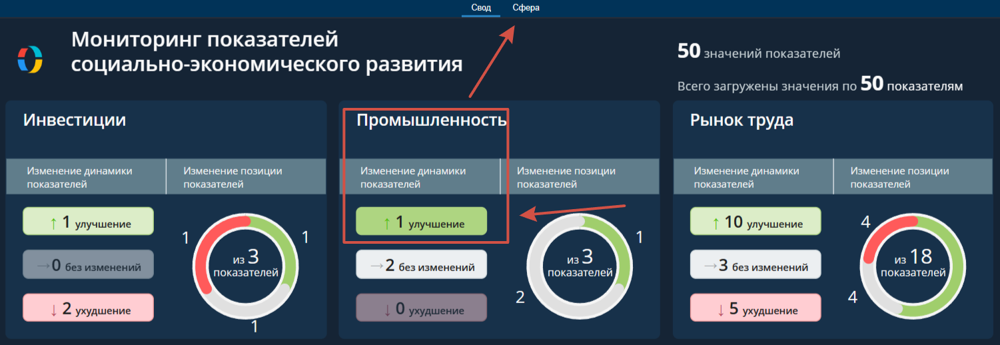 Свод
Сфера
Мониторинг показателей
социально-экономического развития
50 значений показателей
Всего загружены значения по 50 показателям
Инвестиции
Изменение динамики
показателей
Изменение позиции
показателей
↑ 1 улучшение
→0 без изменений
↓ 2 ухудшение
1
1
из 3
показателей
1
Промышленность
Изменение динамики
показателей
Изменение позиции
показателей
↑ 1 улучшение
→2 без изменений
↓ 0 ухудшение
1
из 3
показателей
2
Рынок труда
Изменение динамики
показателей
Изменение позиции
показателей
↑ 10 улучшение
→3 без изменений
↓ 5 ухудшение
4
из 18
показателей
4